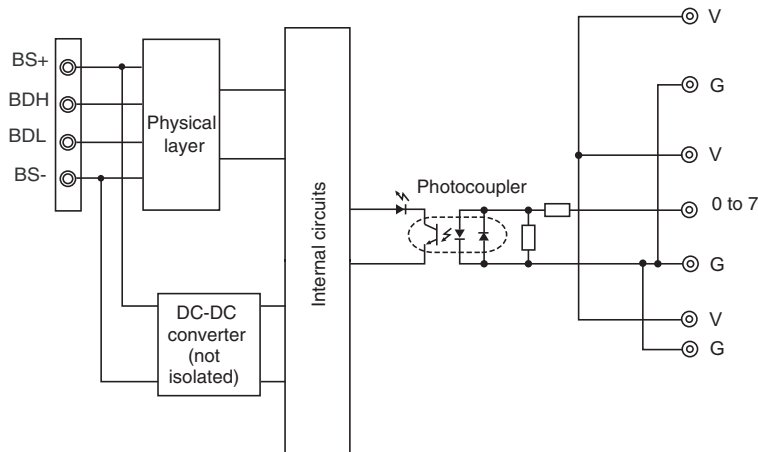 BS+
BDH
BDL
BS-
Physical
layer
DC-DC
converter
(not
isolated)
Internal circuits
Photocoupler
V
G
V
0 to 7
G
V
G